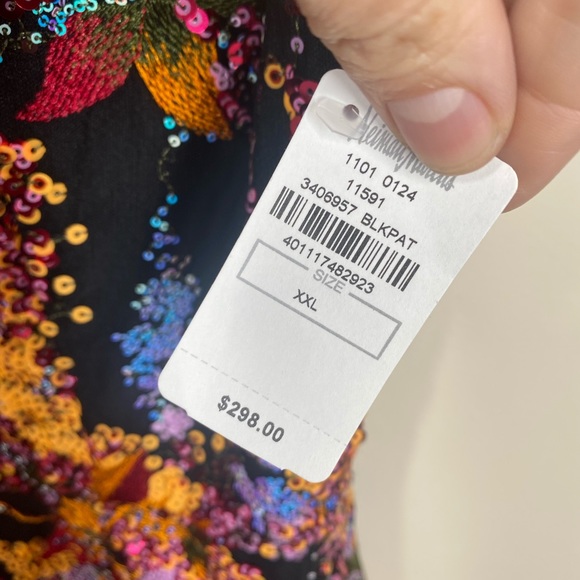 Neiman Marcus
1101 0124
11591
3406957 BLKPAT
401117482923
SIZE
XXL
$298.00